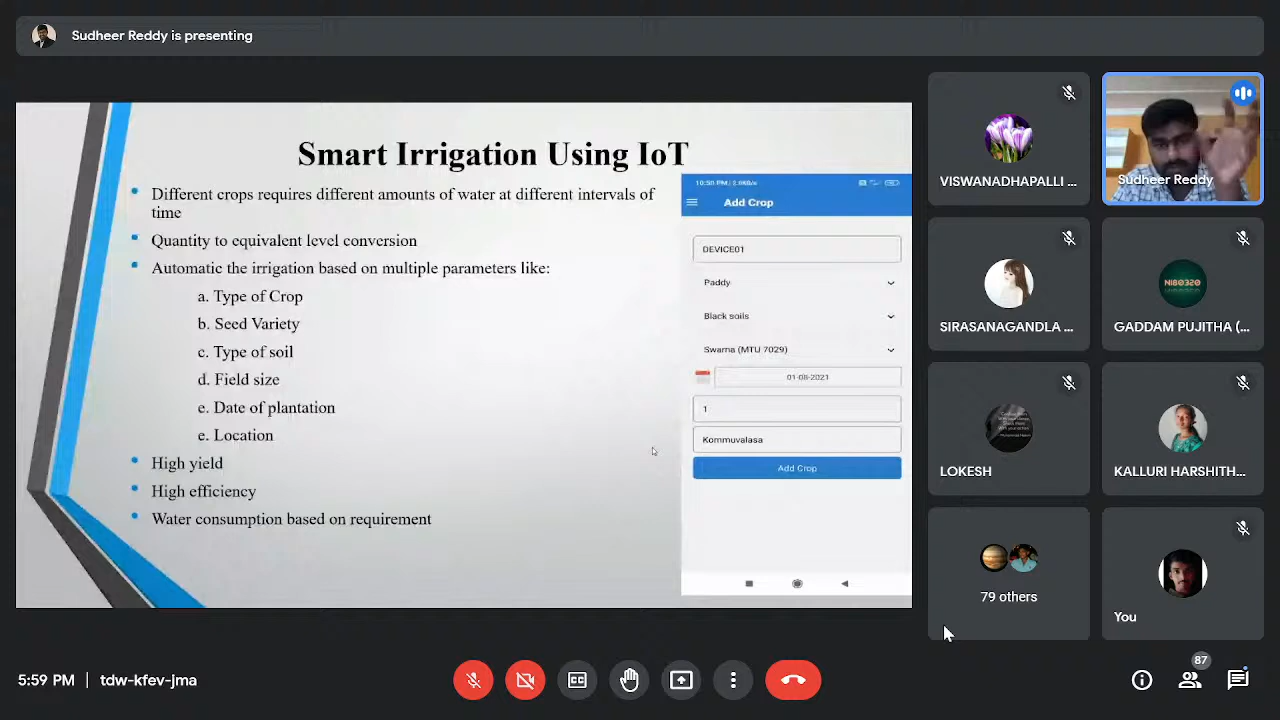 Sudheer Reddy is presenting
Smart Irrigation Using IoT
Different crops requires different amounts of water at different intervals of
time
Quantity to equivalent level conversion
Automatic the irrigation based on multiple parameters like:
a. Type of Crop
b. Seed Variety
c. Type of soil
d. Field size
e. Date of plantation
e. Location
High yield
High efficiency
Water consumption based on requirement
Add Crop
DEVICE01
Paddy
Black soils
Swarna (MTU 7029)
01-08-2021
1
Kommuvalasa
Add Crop
VISWANADHAPALLI ...
Sudheer Reddy
SIRASANAGANDLA ...
NIBO320
GADDAM PUJITHA (...
LOKESH
KALLURI HARSHITH...
79 others
You
5:59 PM | tdw-kfev-jma
CC
87